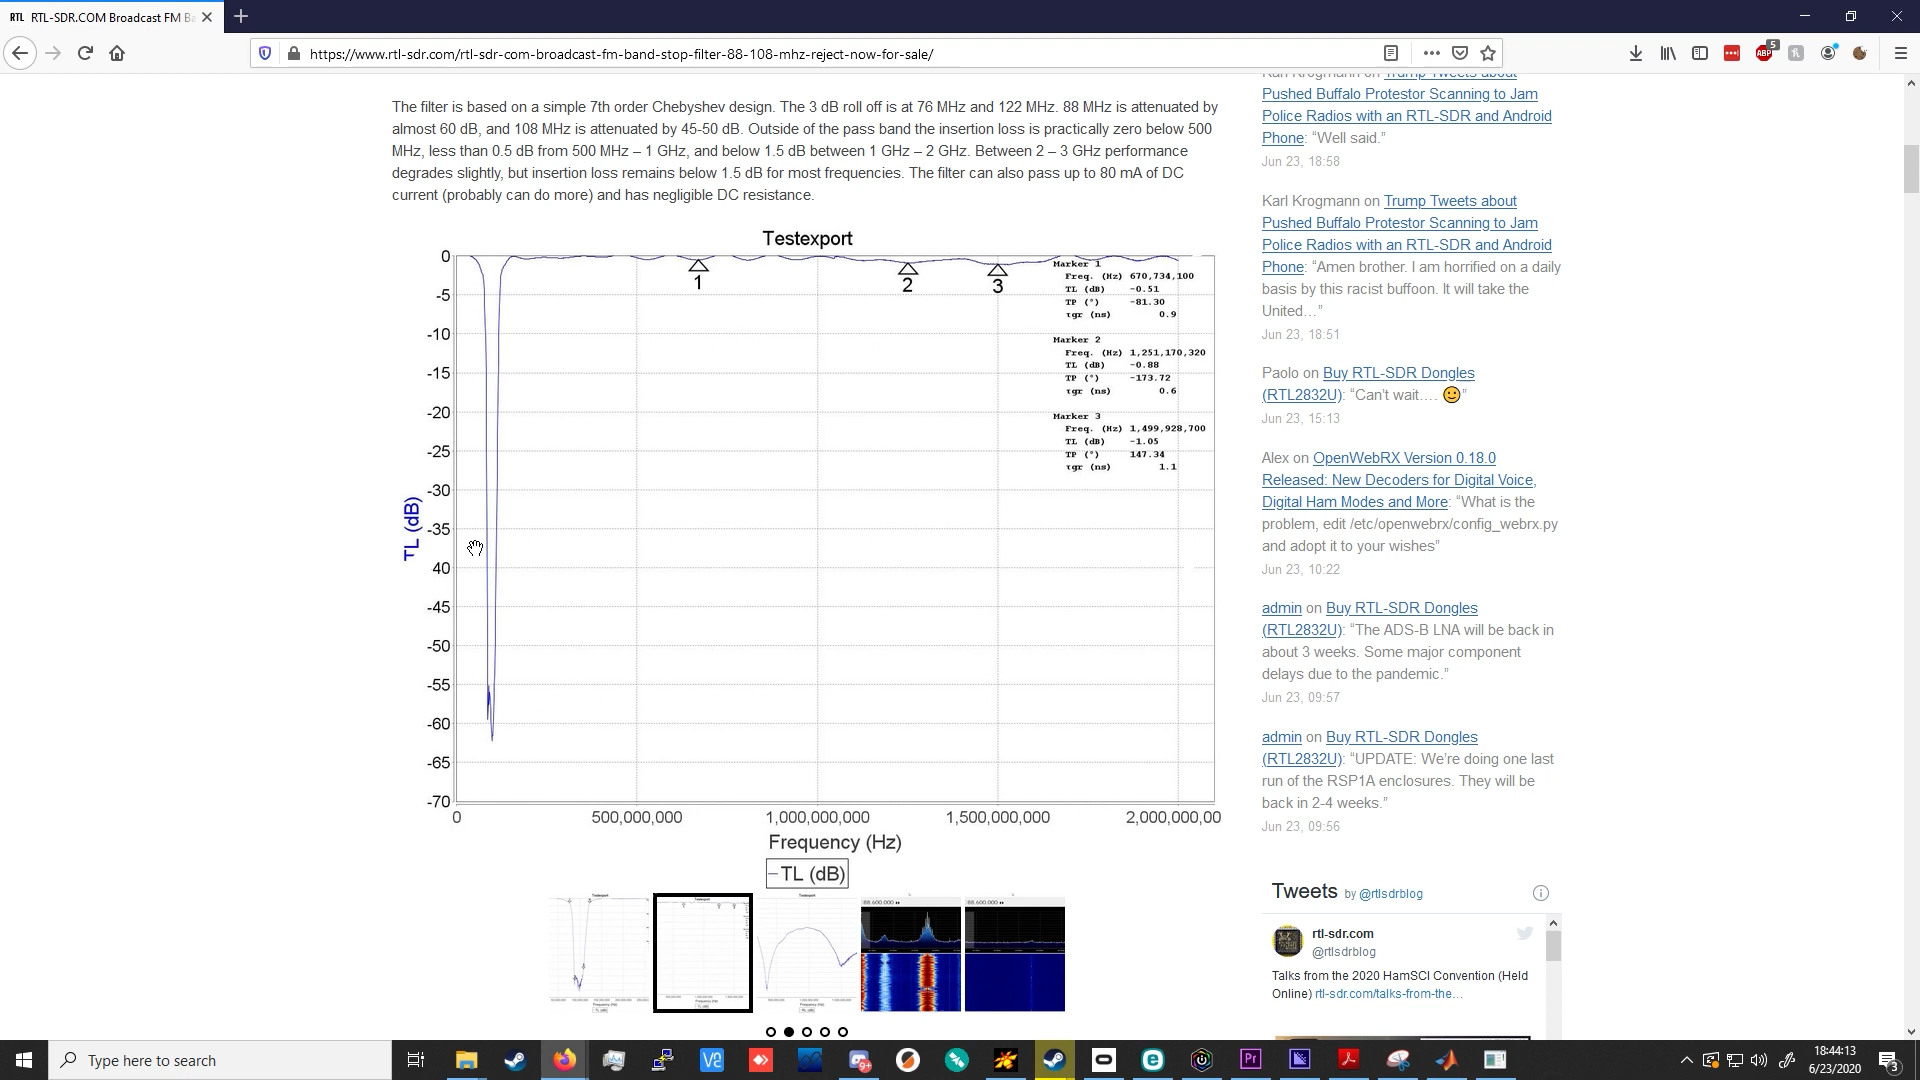 RTL RTL-SDR.COM Broadcast FM Ba
https://www.rtl-sdr.com/rtl-sdr-com-broadcast-fm-band-stop-filter-88-108-mhz-reject-now-for-sale/
ABP 5
The filter is based on a simple 7th order Chebyshev design. The 3 dB roll off is at 76 MHz and 122 MHz. 88 MHz is attenuated by
almost 60 dB, and 108 MHz is attenuated by 45-50 dB. Outside of the pass band the insertion loss is practically zero below 500
MHz, less than 0.5 dB from 500 MHz – 1 GHz, and below 1.5 dB between 1 GHz – 2 GHz. Between 2 – 3 GHz performance
degrades slightly, but insertion loss remains below 1.5 dB for most frequencies. The filter can also pass up to 80 mA of DC
current (probably can do more) and has negligible DC resistance.
Testexport
0
-5
-10
-15
-20
-25
-30
-35
40
-45
-50
-55
-60
-65
-70
TL (dB)
1
2
3
Marker 1
Freq. (Hz) 670,734,100
TL (dB) -0.51
TP (°) -81.30
τgr (ns) 0.9
Marker 2
Freq. (Hz) 1,251,170,320
TL (dB) -0.88
TP (°) -173.72
τgr (ns) 0.6
Marker 3
Freq. (Hz) 1,499,928,700
TL (dB) -1.05
TP (°) 147.34
τgr (ns) 1.1
0 500,000,000 1,000,000,000 1,500,000,000 2,000,000,00
Frequency (Hz)
TL (dB)
Karl Krogmann on Trump Tweets about
Pushed Buffalo Protestor Scanning to Jam
Police Radios with an RTL-SDR and Android
Phone: “Well said.”
Jun 23, 18:58
Karl Krogmann on Trump Tweets about
Pushed Buffalo Protestor Scanning to Jam
Police Radios with an RTL-SDR and Android
Phone: “Amen brother. I am horrified on a daily
basis by this racist buffoon. It will take the
United…”
Jun 23, 18:51
Paolo on Buy RTL-SDR Dongles
(RTL2832U): “Can’t wait…. 🙂”
Jun 23, 15:13
Alex on OpenWebRX Version 0.18.0
Released: New Decoders for Digital Voice,
Digital Ham Modes and More: “What is the
problem, edit /etc/openwebrx/config_webrx.py
and adopt it to your wishes”
Jun 23, 10:22
admin on Buy RTL-SDR Dongles
(RTL2832U): “The ADS-B LNA will be back in
about 3 weeks. Some major component
delays due to the pandemic.”
Jun 23, 09:57
admin on Buy RTL-SDR Dongles
(RTL2832U): “UPDATE: We’re doing one last
run of the RSP1A enclosures. They will be
back in 2-4 weeks.”
Jun 23, 09:56
Tweets by @rtlsdrblog
rtl-sdr.com
@rtlsdrblog
Talks from the 2020 HamSCI Convention (Held
Online) rtl-sdr.com/talks-from-the…
Type here to search
Pr
18:44:13
6/23/2020
3